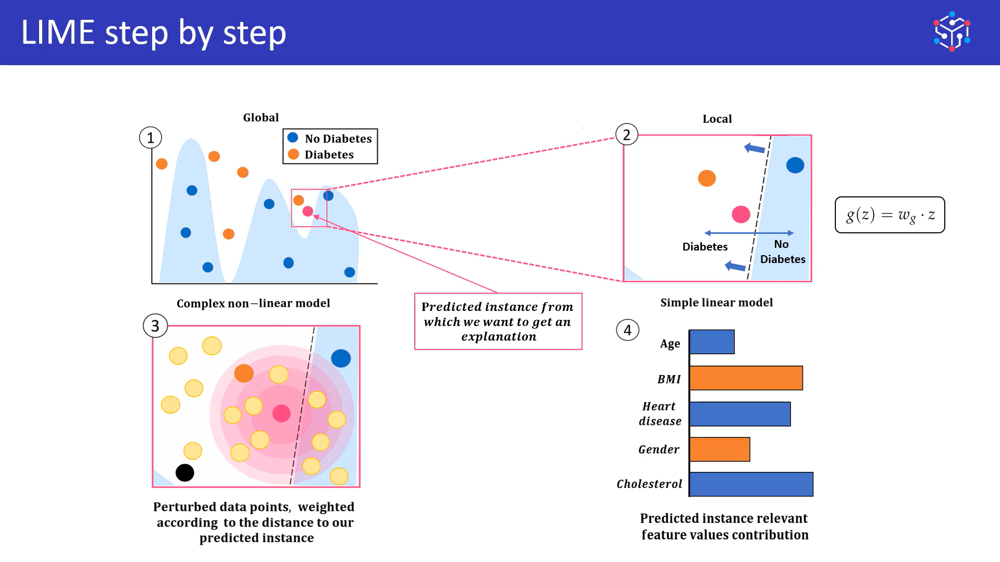 LIME step by step
Global
1
No Diabetes
Diabetes
Complex non−linear model
Local
2
Diabetes
No
Diabetes
g(z) = w_g · z
Simple linear model
Predicted instance from
which we want to get an
explanation
3
Perturbed data points, weighted
according to the distance to our
predicted instance
4
Age
BMI
Heart
disease
Gender
Cholesterol
Predicted instance relevant
feature values contribution